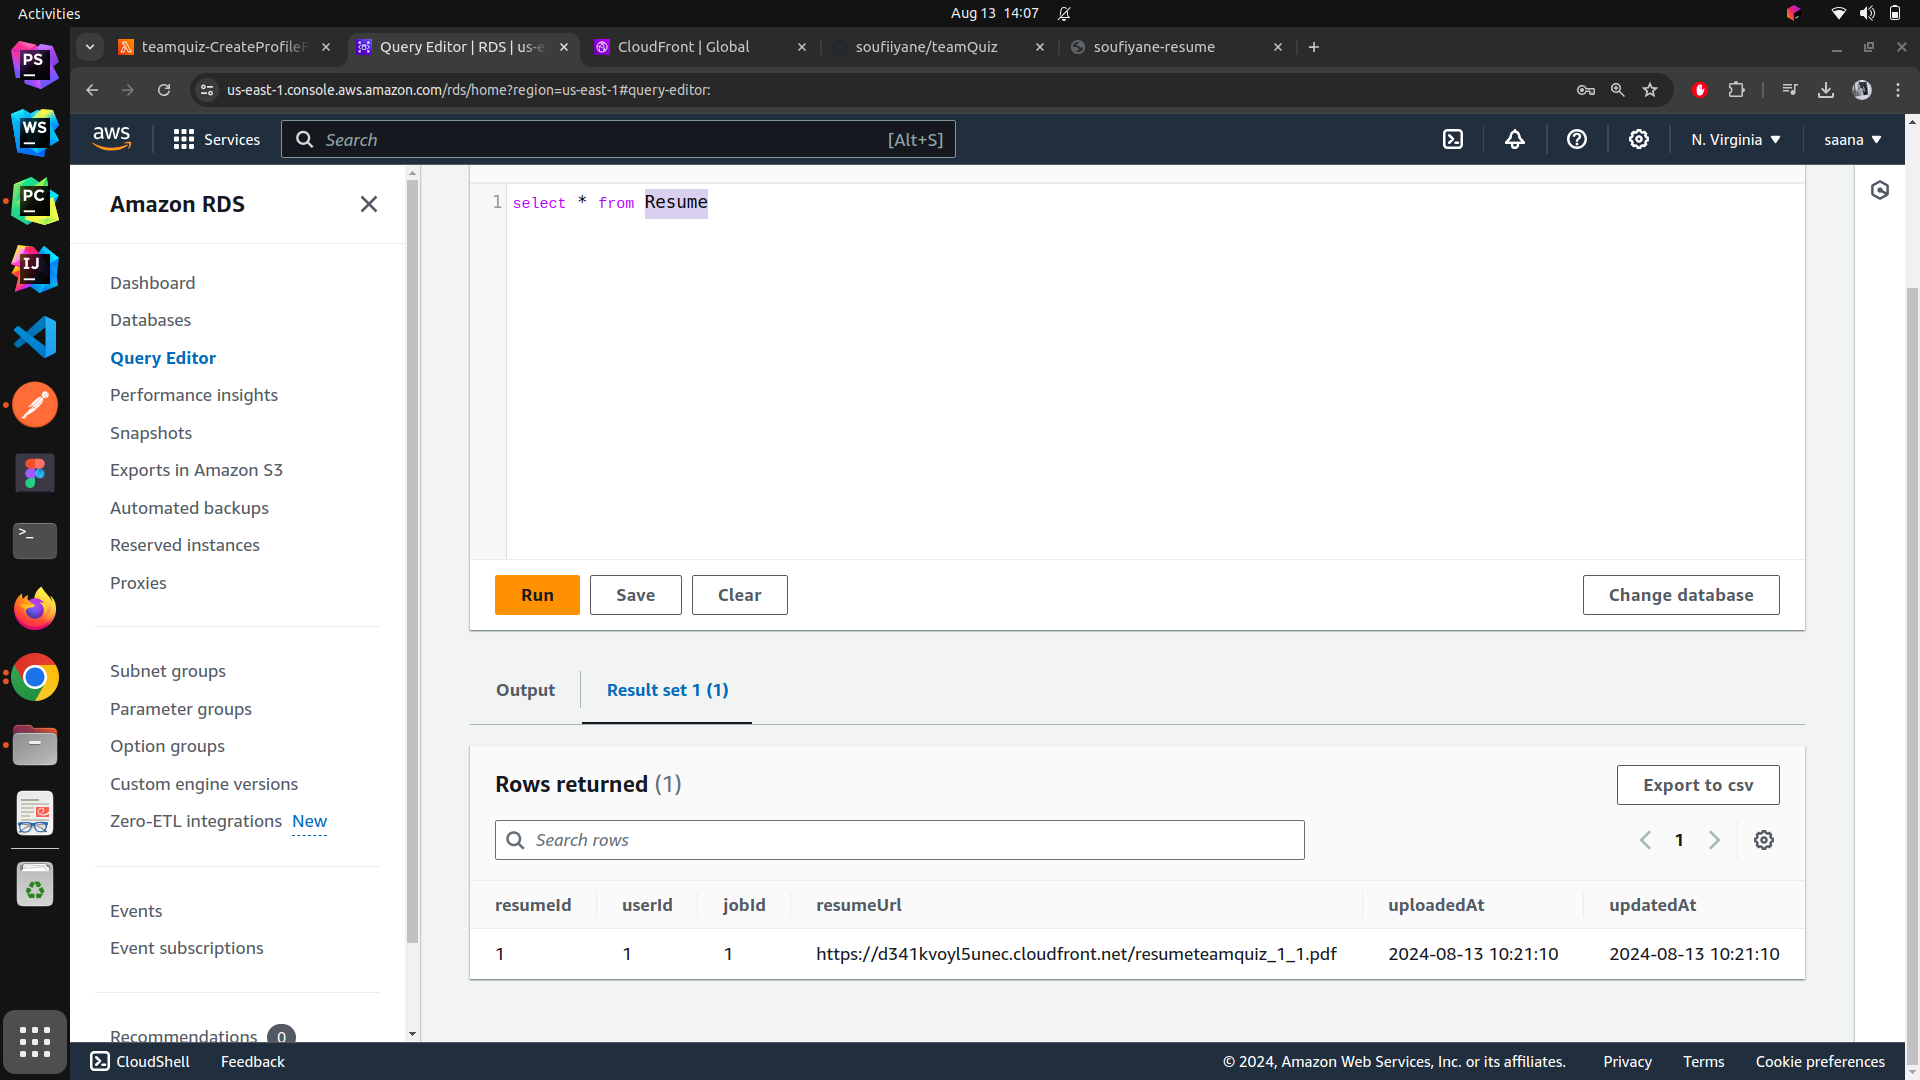 Activities
Aug 13 14:07
teamquiz-CreateProfileF
Query Editor | RDS | us-e
CloudFront | Global
soufiiyane/teamQuiz
soufiyane-resume
us-east-1.console.aws.amazon.com/rds/home?region=us-east-1#query-editor:
aws
Services
Search
[Alt+S]
N. Virginia
saana
PS
WS
PC
IJ
>_
Amazon RDS
Dashboard
Databases
Query Editor
Performance insights
Snapshots
Exports in Amazon S3
Automated backups
Reserved instances
Proxies
Subnet groups
Parameter groups
Option groups
Custom engine versions
Zero-ETL integrations New
Events
Event subscriptions
Recommendations 0
1 select * from Resume
Run
Save
Clear
Change database
Output
Result set 1 (1)
Rows returned (1)
Export to csv
Search rows
1
resumeId userId jobId resumeUrl uploadedAt updatedAt
1 1 1 https://d341kvoyl5unec.cloudfront.net/resumeteamquiz_1_1.pdf 2024-08-13 10:21:10 2024-08-13 10:21:10
CloudShell
Feedback
© 2024, Amazon Web Services, Inc. or its affiliates.
Privacy
Terms
Cookie preferences